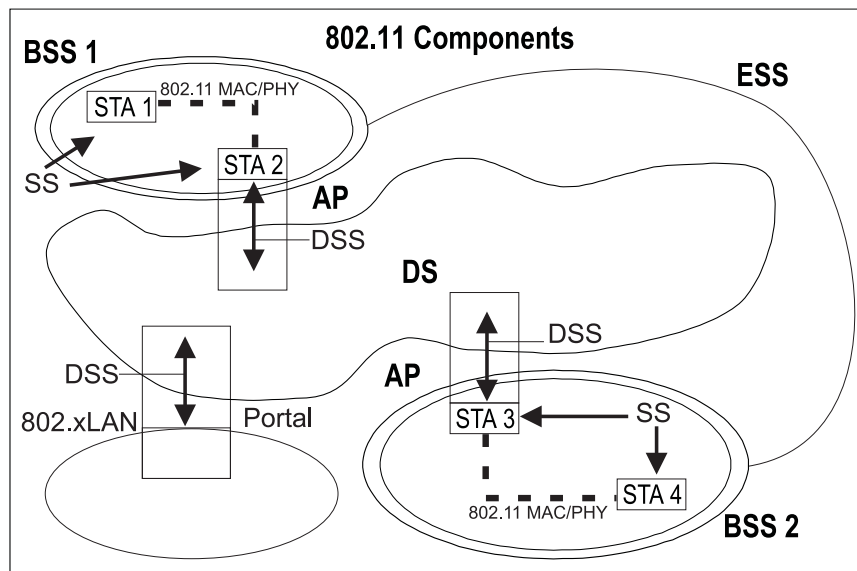 802.11 Components
BSS 1
ESS
802.11 MAC/PHY
STA 1
STA 2
SS
AP
DSS
DS
DSS
DSS
AP
802.xLAN
Portal
STA 3
SS
STA 4
802.11 MAC/PHY
BSS 2